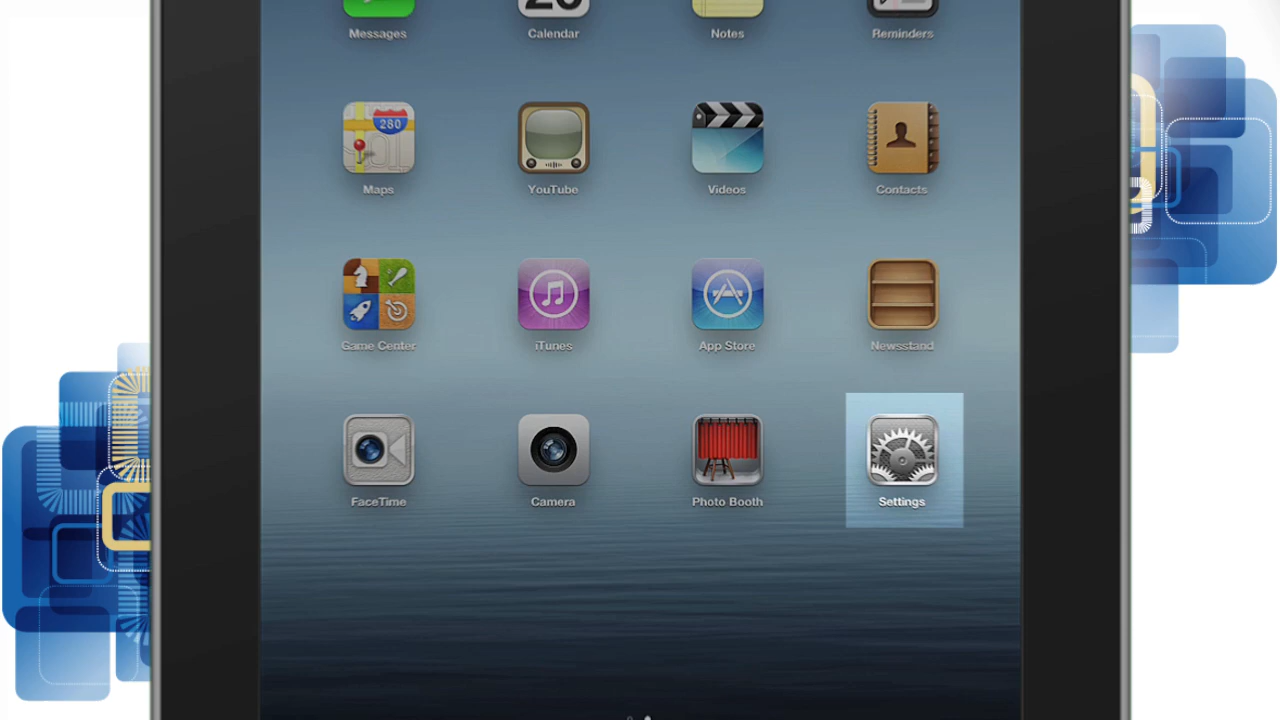 Messages Calendar Notes Reminders
280
Maps YouTube Videos Contacts
Game Center iTunes App Store Newsstand
FaceTime Camera Photo Booth Settings